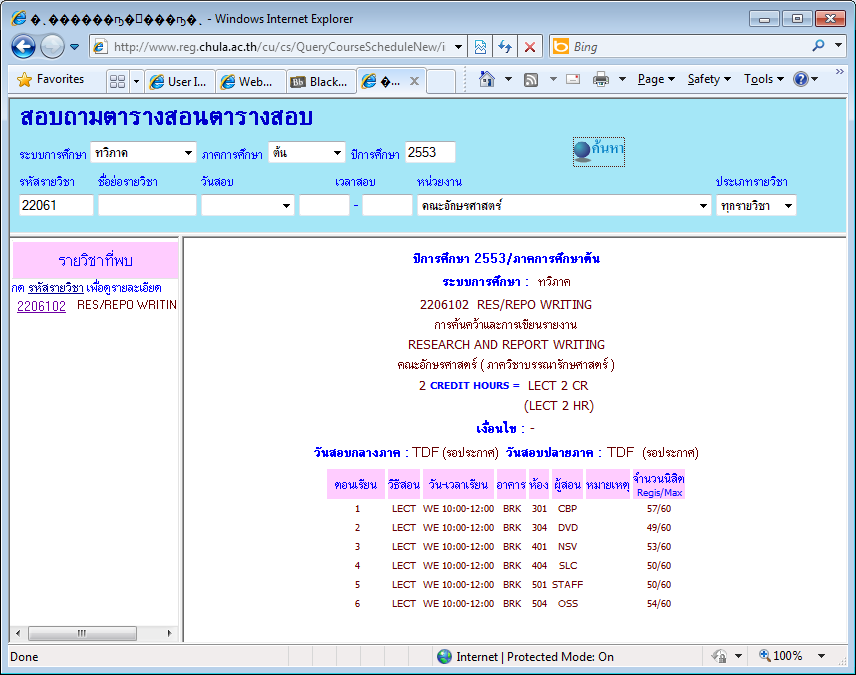 �.������ҧ�͹���ҧ�. - Windows Internet Explorer
http://www.reg.chula.ac.th/cu/cs/QueryCourseScheduleNew/i
Bing
Favorites
User I...
Web...
Bb Black...
�...
Page
Safety
Tools
สอบถามตารางสอนตารางสอบ
ระบบการศึกษา ทวิภาค ภาคการศึกษา ต้น ปีการศึกษา 2553 ค้นหา
รหัสรายวิชา ชื่อย่อรายวิชา วันสอบ เวลาสอบ หน่วยงาน ประเภทรายวิชา
22061 - คณะอักษรศาสตร์ ทุกรายวิชา
รายวิชาที่พบ
กด รหัสรายวิชา เพื่อดูรายละเอียด
2206102 RES/REPO WRITIN
ปีการศึกษา 2553/ภาคการศึกษาต้น
ระบบการศึกษา : ทวิภาค
2206102 RES/REPO WRITING
การค้นคว้าและการเขียนรายงาน
RESEARCH AND REPORT WRITING
คณะอักษรศาสตร์ ( ภาควิชาบรรณารักษศาสตร์ )
2 CREDIT HOURS = LECT 2 CR
(LECT 2 HR)
เงื่อนไข : -
วันสอบกลางภาค : TDF (รอประกาศ) วันสอบปลายภาค : TDF (รอประกาศ)
ตอนเรียน วิธีสอน วัน-เวลาเรียน อาคาร ห้อง ผู้สอน หมายเหตุ จำนวนนิสิต
Regis/Max
1 LECT WE 10:00-12:00 BRK 301 CBP 57/60
2 LECT WE 10:00-12:00 BRK 304 DVD 49/60
3 LECT WE 10:00-12:00 BRK 401 NSV 53/60
4 LECT WE 10:00-12:00 BRK 404 SLC 50/60
5 LECT WE 10:00-12:00 BRK 501 STAFF 50/60
6 LECT WE 10:00-12:00 BRK 504 OSS 54/60
Done
Internet | Protected Mode: On
100%